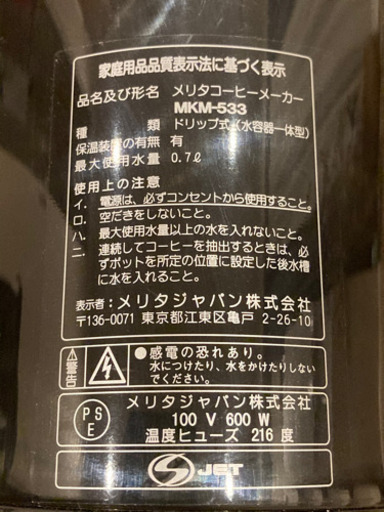 家庭用品品質表示法に基づく表示
品名及び形名 メリタコーヒーメーカー
MKM-533
種類 ドリップ式(水容器一体型)
保温装置の有無 有
最大使用水量 0.7ℓ
使用上の注意
イ. 電源は、必ずコンセントから使用すること。
ロ. 空だきをしないこと。
ハ. 最大使用水量以上の水を入れないこと。
ニ. 連続してコーヒーを抽出するときは、必
ずポットを所定の位置に設定した後水槽
に水を入れること。
表示者：メリタジャパン株式会社
〒136-0071 東京都江東区亀戸 2-26-10
警告
●感電の恐れあり。
水につけたり、水をかけたりしない
でください。
PSE
メリタジャパン株式会社
100 V 600 W
温度ヒューズ 216 度
S JET